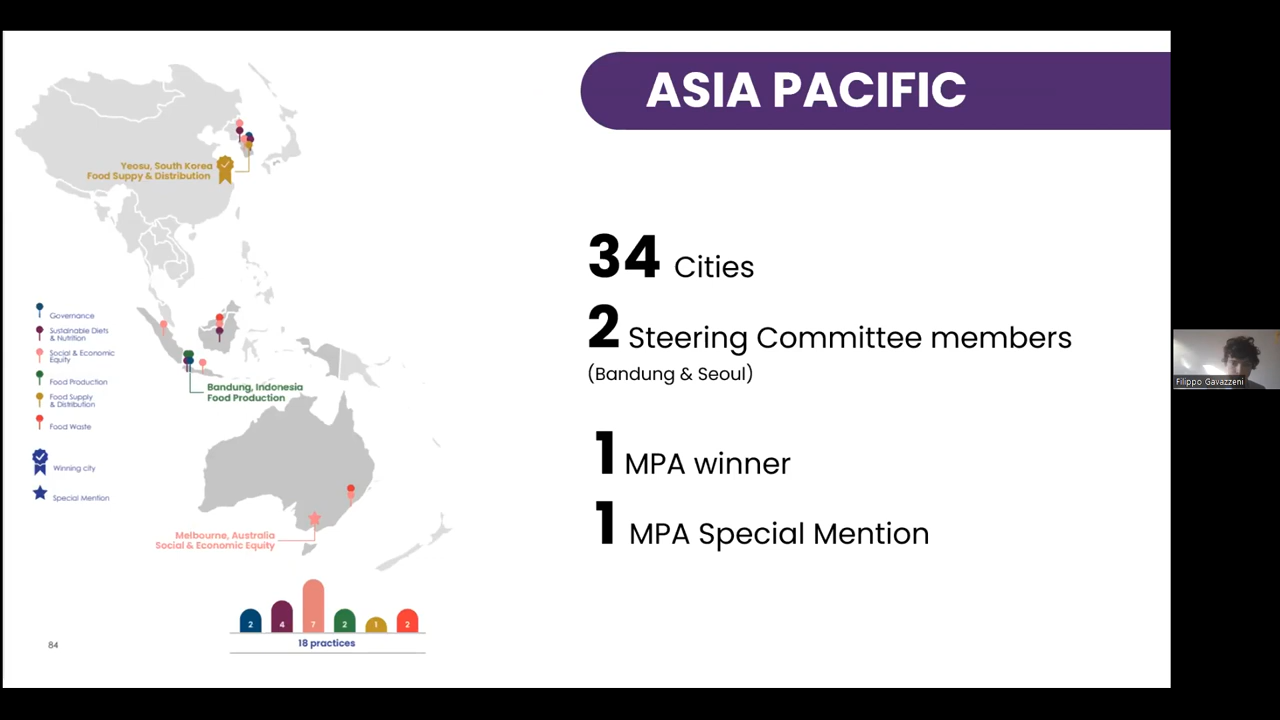 ASIA PACIFIC
Yeosu, South Korea
Food Suppy & Distribution
34 Cities
2 Steering Committee members
(Bandung & Seoul)
1 MPA winner
1 MPA Special Mention
Governance
Sustainable Diets
& Nutrition
Social & Economic
Equity
Food Production
Food Supply
& Distribution
Food Waste
Winning city
Special Mention
Bandung, Indonesia
Food Production
Melbourne, Australia
Social & Economic Equity
2 4 7 2 1 2
18 practices
84
Filippo Gavazzeni